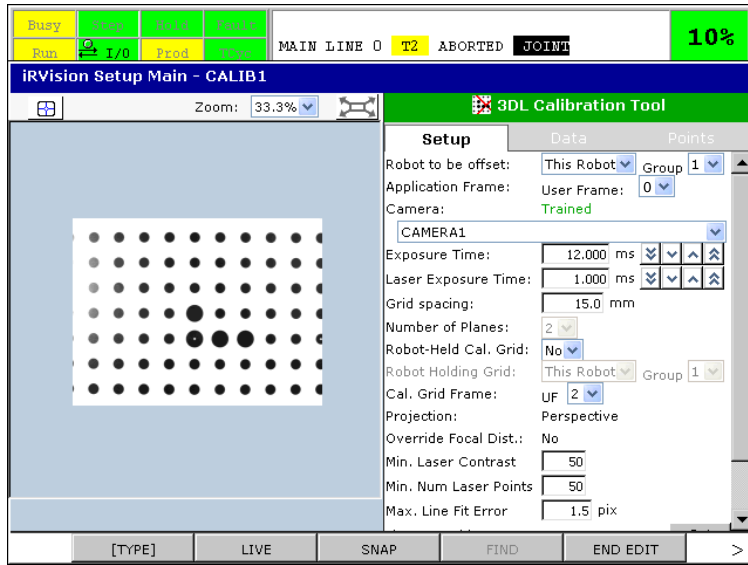 Busy Step Hold Fault
Run I/O Prod TCyc
MAIN LINE 0 T2 ABORTED JOINT
10%
iRVision Setup Main - CALIB1
Zoom: 33.3%
3DL Calibration Tool
Setup Data Points
Robot to be offset: This Robot Group 1
Application Frame: User Frame: 0
Camera: Trained
CAMERA1
Exposure Time: 12.000 ms
Laser Exposure Time: 1.000 ms
Grid spacing: 15.0 mm
Number of Planes: 2
Robot-Held Cal. Grid: No
Robot Holding Grid: This Robot Group 1
Cal. Grid Frame: UF 2
Projection: Perspective
Override Focal Dist.: No
Min. Laser Contrast 50
Min. Num Laser Points 50
Max. Line Fit Error 1.5 pix
[TYPE] LIVE SNAP FIND END EDIT >